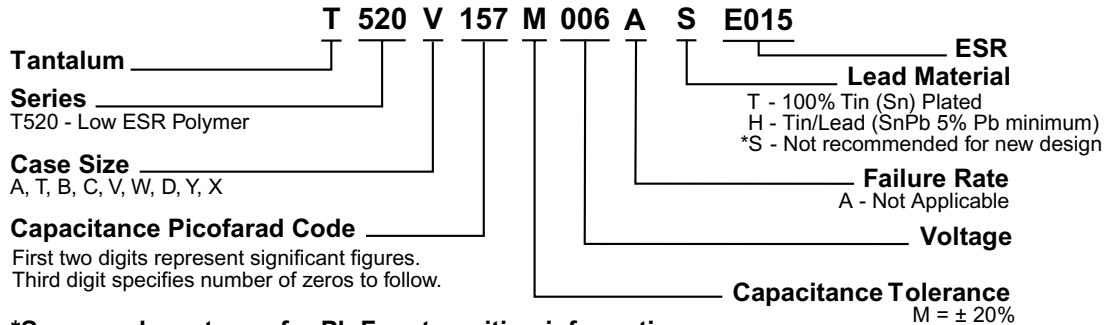 T 520 V 157 M 006 A S E015
Tantalum
Series
T520 - Low ESR Polymer
Case Size
A, T, B, C, V, W, D, Y, X
Capacitance Picofarad Code
First two digits represent significant figures.
Third digit specifies number of zeros to follow.
ESR
Lead Material
T - 100% Tin (Sn) Plated
H - Tin/Lead (SnPb 5% Pb minimum)
*S - Not recommended for new design
Failure Rate
A - Not Applicable
Voltage
Capacitance Tolerance
M = ± 20%